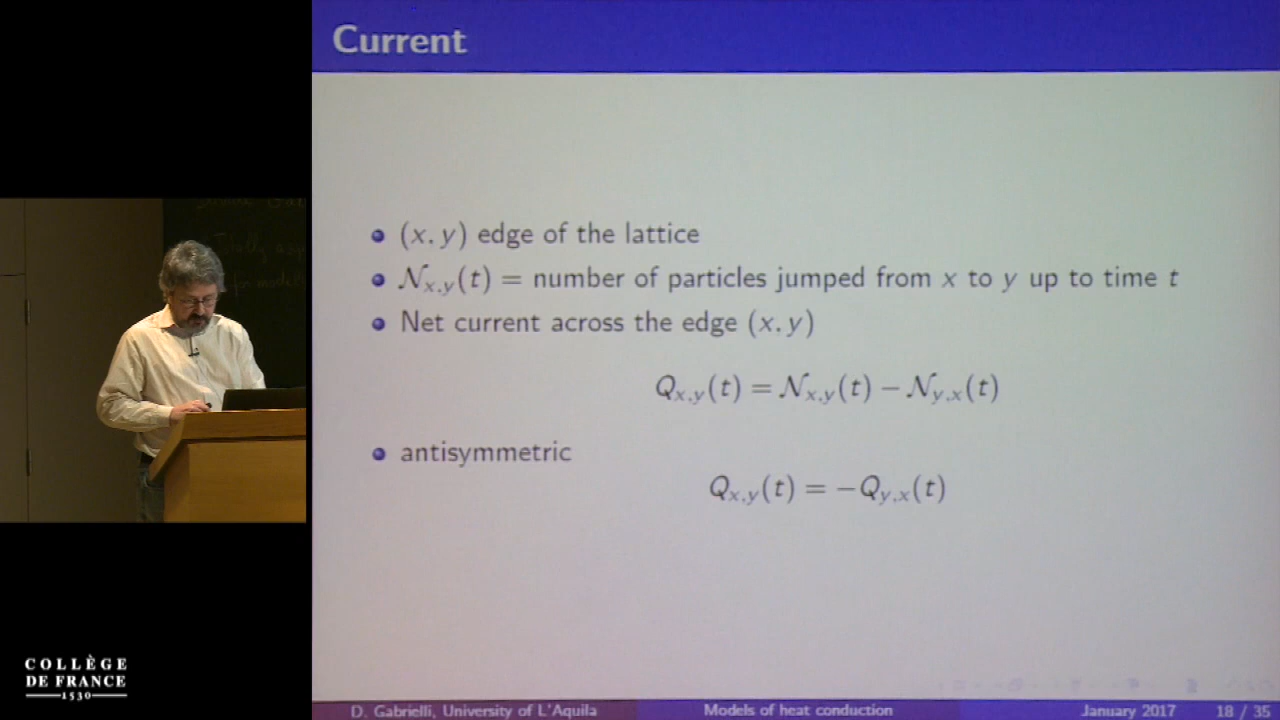 Current
(x, y) edge of the lattice
𝒩x,y(t) = number of particles jumped from x to y up to time t
Net current across the edge (x, y)
Qx,y(t) = 𝒩x,y(t) − 𝒩y,x(t)
antisymmetric
Qx,y(t) = −Qy,x(t)
D. Gabrielli, University of L'Aquila Models of heat conduction January 2017 18 / 35
COLLÈGE
DE FRANCE
1530